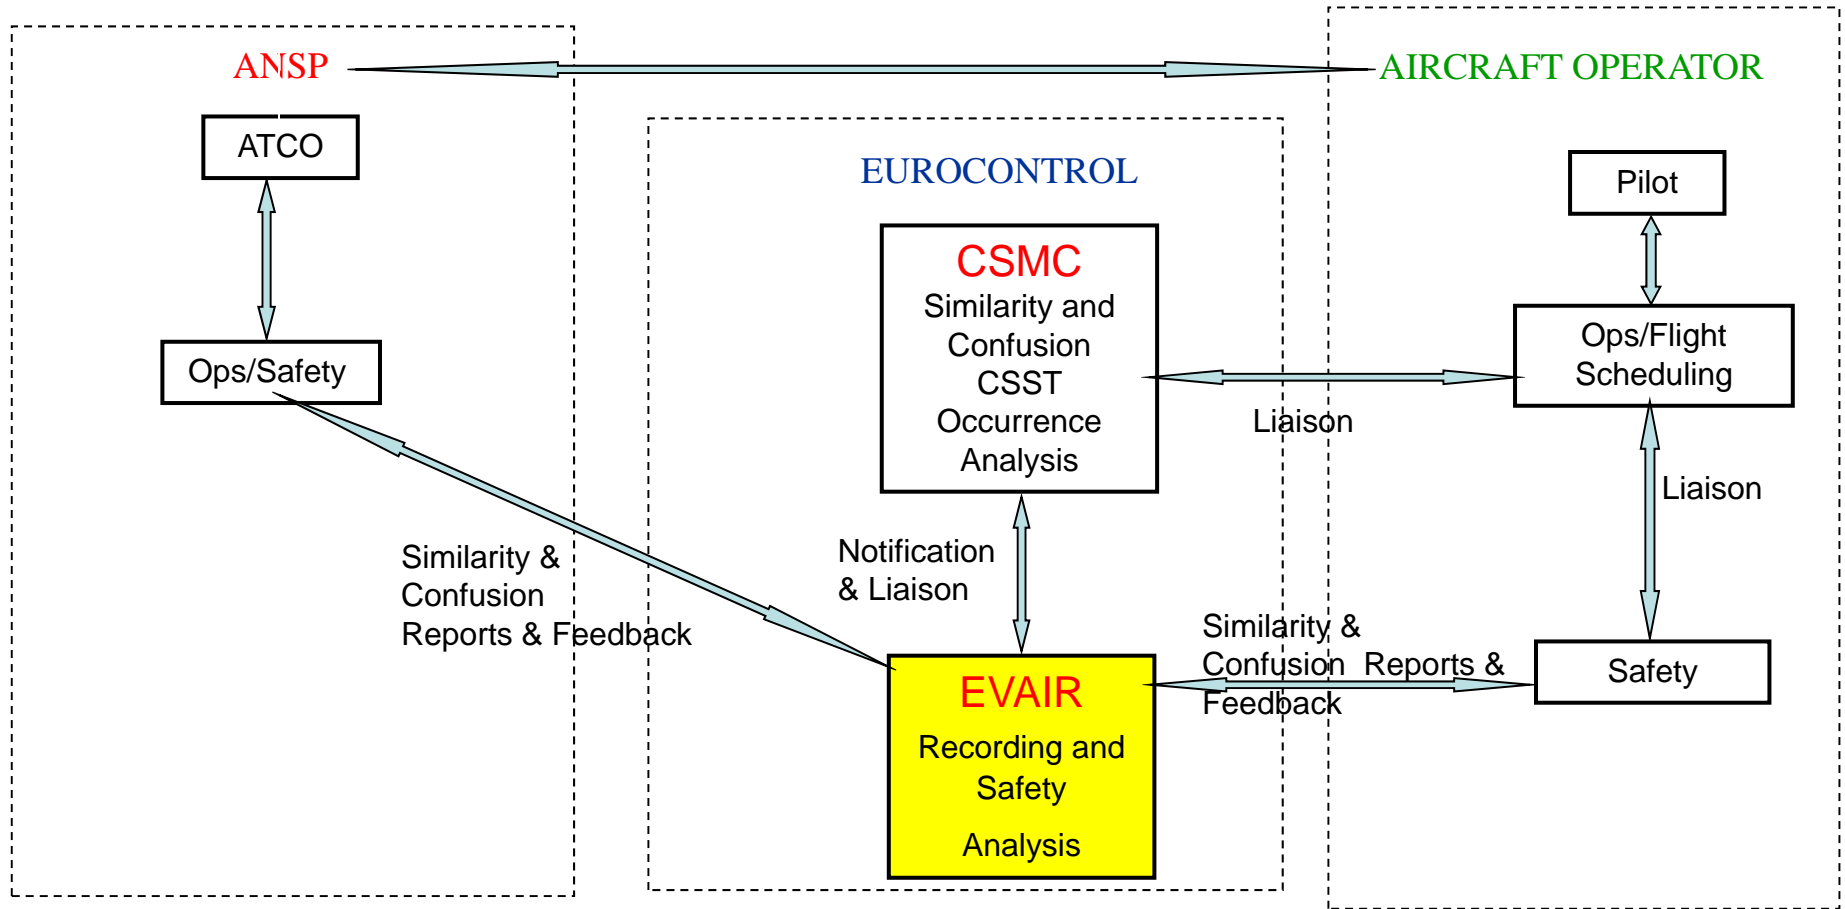 ANSP
AIRCRAFT OPERATOR
ATCO
EUROCONTROL
Pilot
CSMC
Similarity and
Confusion
CSST
Occurrence
Analysis
Ops/Flight
Scheduling
Ops/Safety
Liaison
Liaison
Similarity &
Confusion
Reports & Feedback
Notification
& Liaison
Similarity &
Confusion  Reports &
Feedback
Safety
EVAIR
Recording and
Safety
Analysis